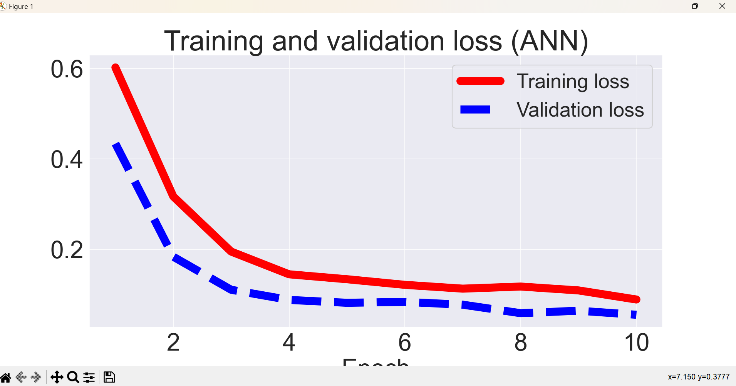 Figure 1
Training and validation loss (ANN)
Training loss
Validation loss
0.6
0.4
0.2
2 4 6 8 10
Epoch
x=7.150 y=0.3777